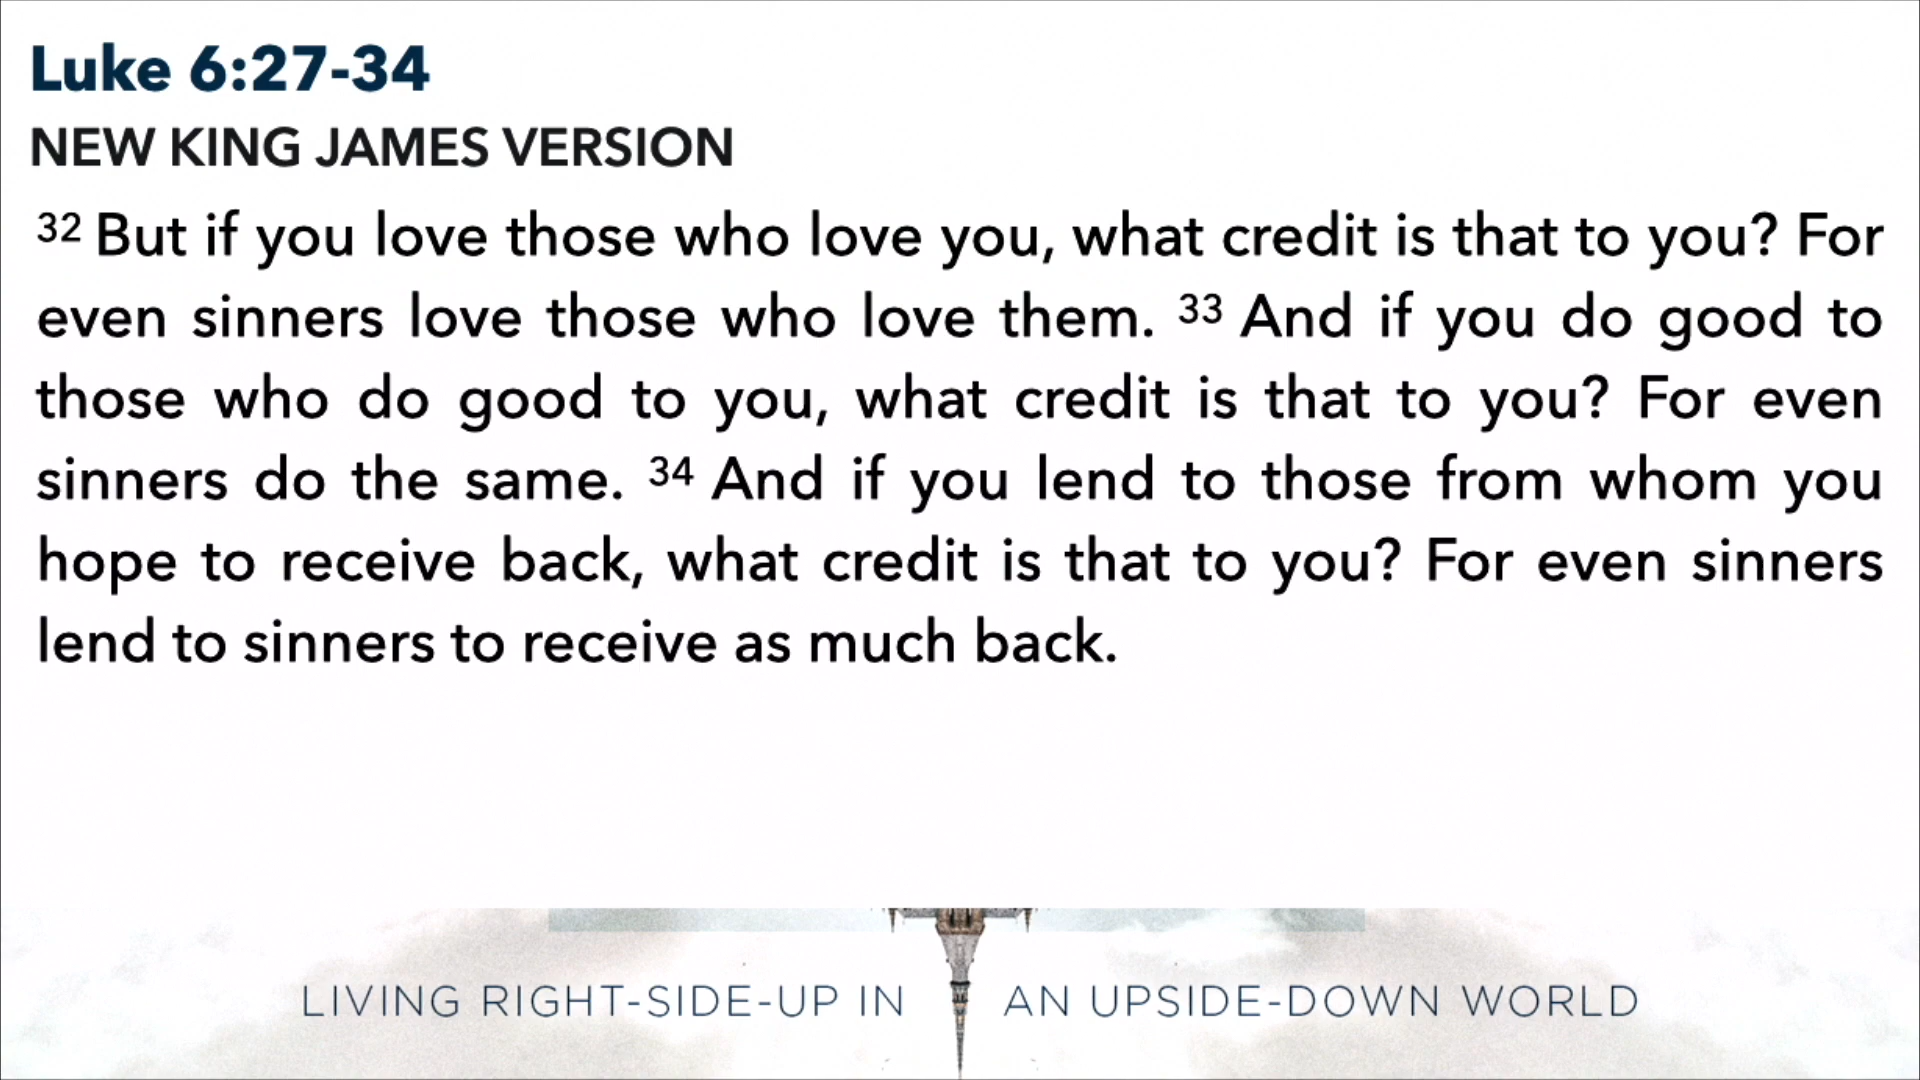 Luke 6:27-34
NEW KING JAMES VERSION
32 But if you love those who love you, what credit is that to you? For
even sinners love those who love them. 33 And if you do good to
those who do good to you, what credit is that to you? For even
sinners do the same. 34 And if you lend to those from whom you
hope to receive back, what credit is that to you? For even sinners
lend to sinners to receive as much back.
LIVING RIGHT-SIDE-UP IN AN UPSIDE-DOWN WORLD